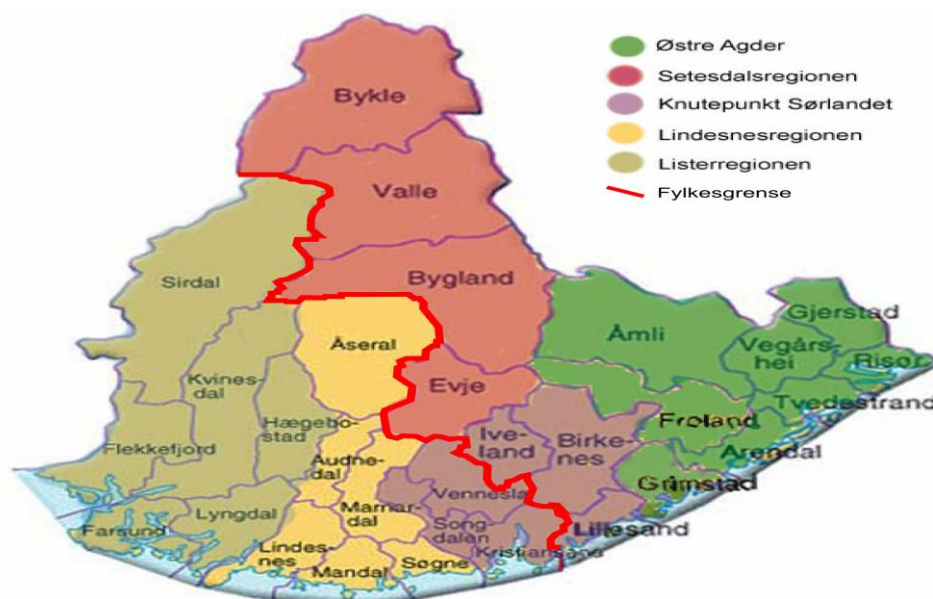 Østre Agder
Setesdalsregionen
Knutepunkt Sørlandet
Lindesnesregionen
Listerregionen
Fylkesgrense
Bykle
Valle
Bygland
Sirdal
Åseral
Evje
Åmli
Gjerstad
Vegårs-
hei
Risør
Tvedestrand
Froland
Arendal
Grimstad
Kvines-
dal
Hægebo-
stad
Flekkefjord
Audne-
dal
Ive-
land
Birke-
nes
Vennesla
Marnar-
dal
Lyngdal
Farsund
Song-
dalen
Lillesand
Kristiansand
Lindes-
nes
Mandal
Søgne